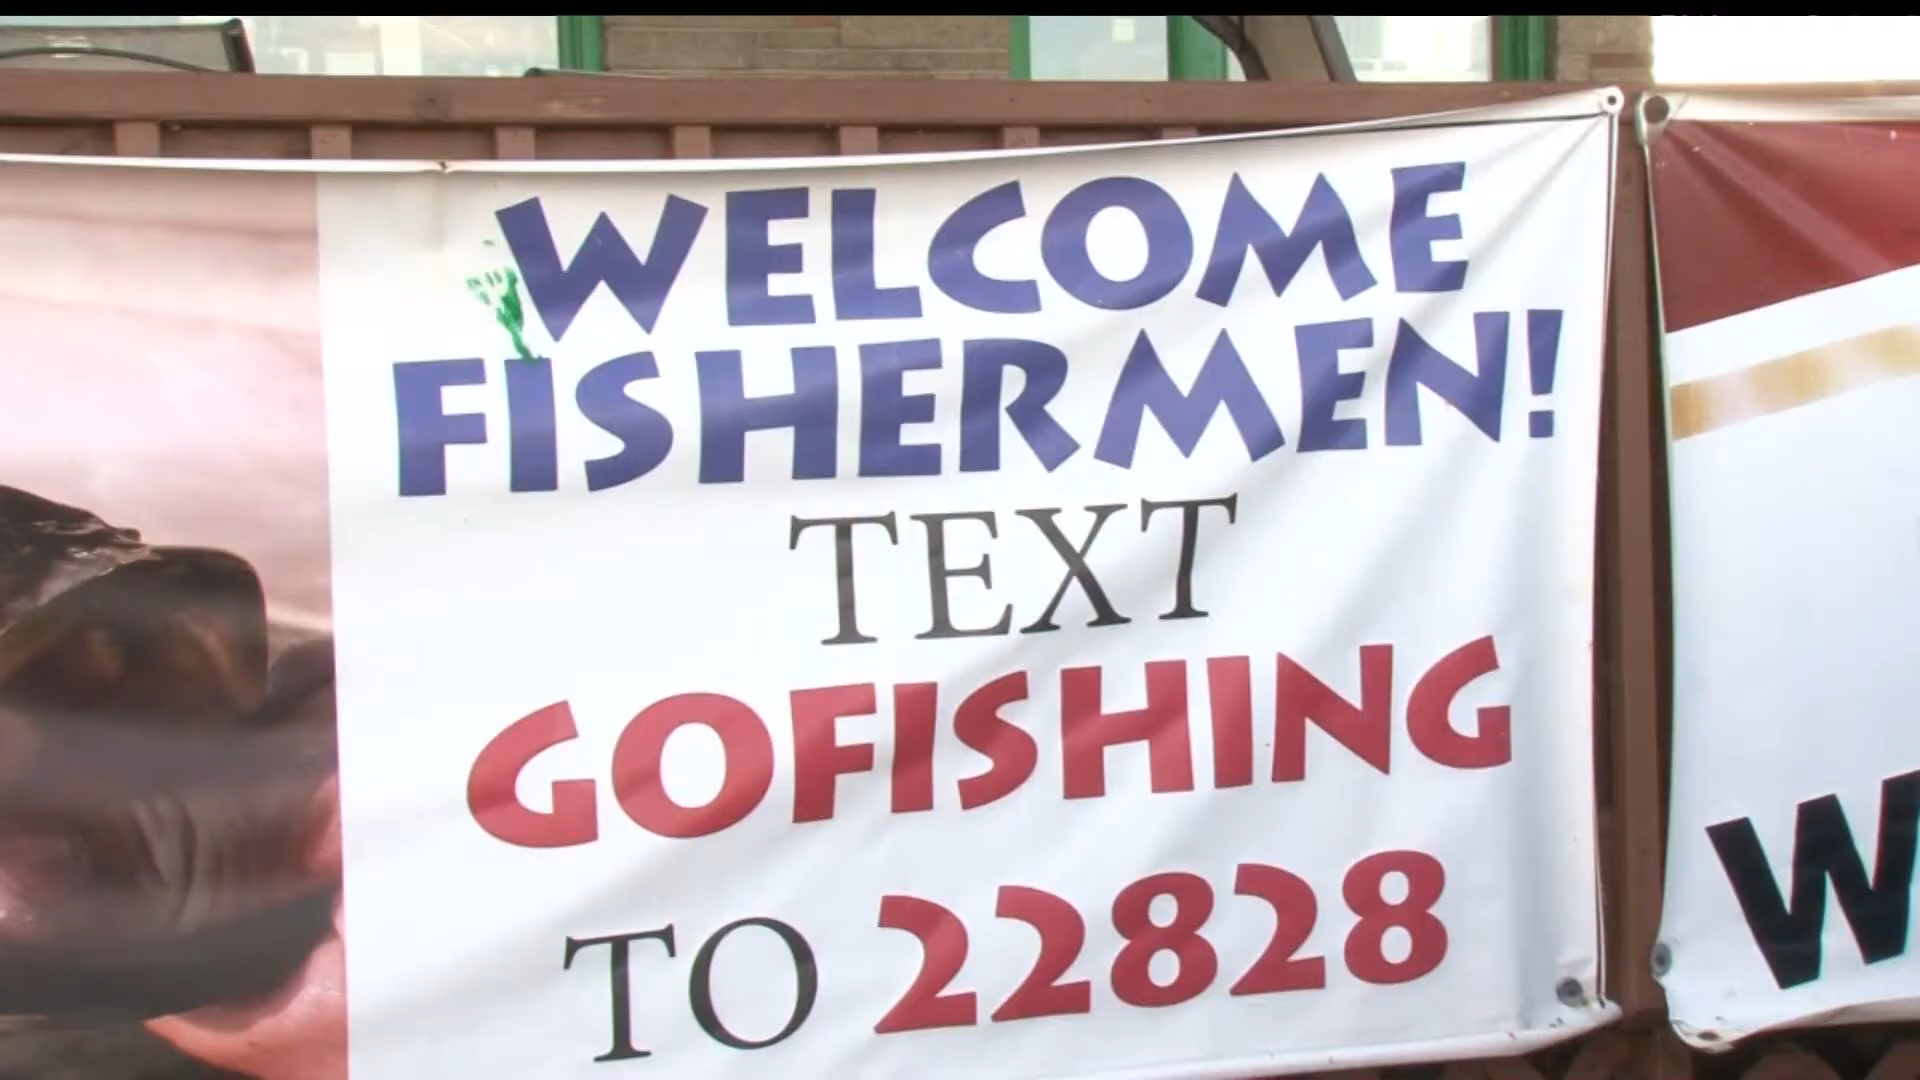 WELCOME
FISHERMEN!
TEXT
GOFISHING
TO 22828
W